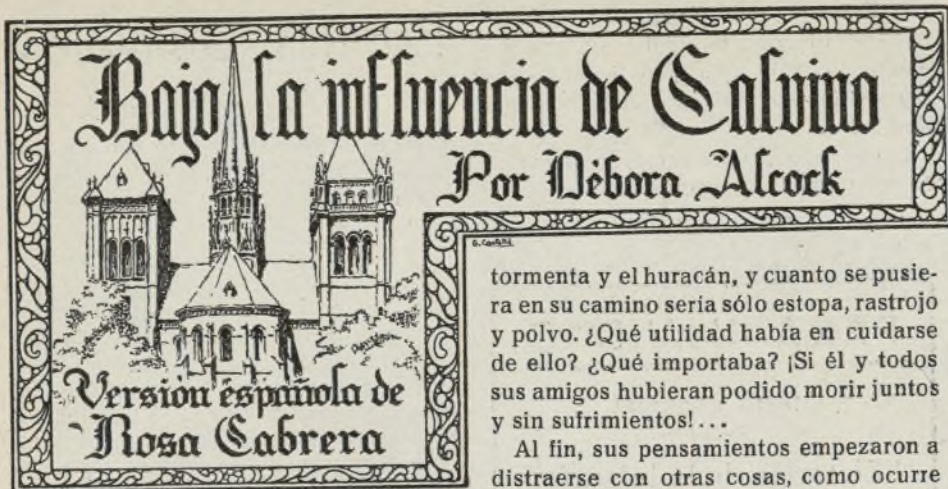 Bajo la influencia de Calvino
Por Débora Alcock
Versión española de
Rosa Cabrera
tormenta y el huracán, y cuanto se pusie-
ra en su camino sería sólo estopa, rastrojo
y polvo. ¿Qué utilidad había en cuidarse
de ello? ¿Qué importaba? ¡Si él y todos
sus amigos hubieran podido morir juntos
y sin sufrimientos!...
Al fin, sus pensamientos empezaron a
distraerse con otras cosas, como ocurre